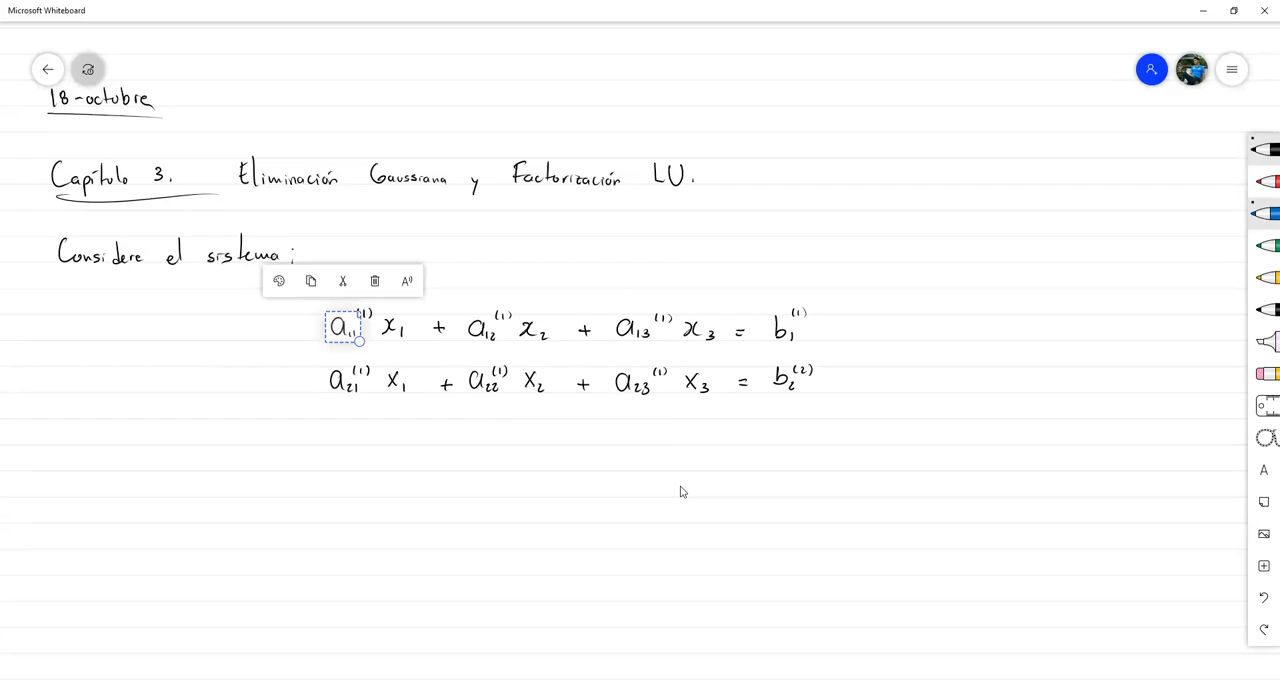 Microsoft Whiteboard
18-octubre
Capítulo 3. Eliminación Gaussiana y Factorización LU.
Considere el sistema:
a₁₁⁽¹⁾ x₁ + a₁₂⁽¹⁾ x₂ + a₁₃⁽¹⁾ x₃ = b₁⁽¹⁾
a₂₁⁽¹⁾ x₁ + a₂₂⁽¹⁾ x₂ + a₂₃⁽¹⁾ x₃ = b₂⁽²⁾